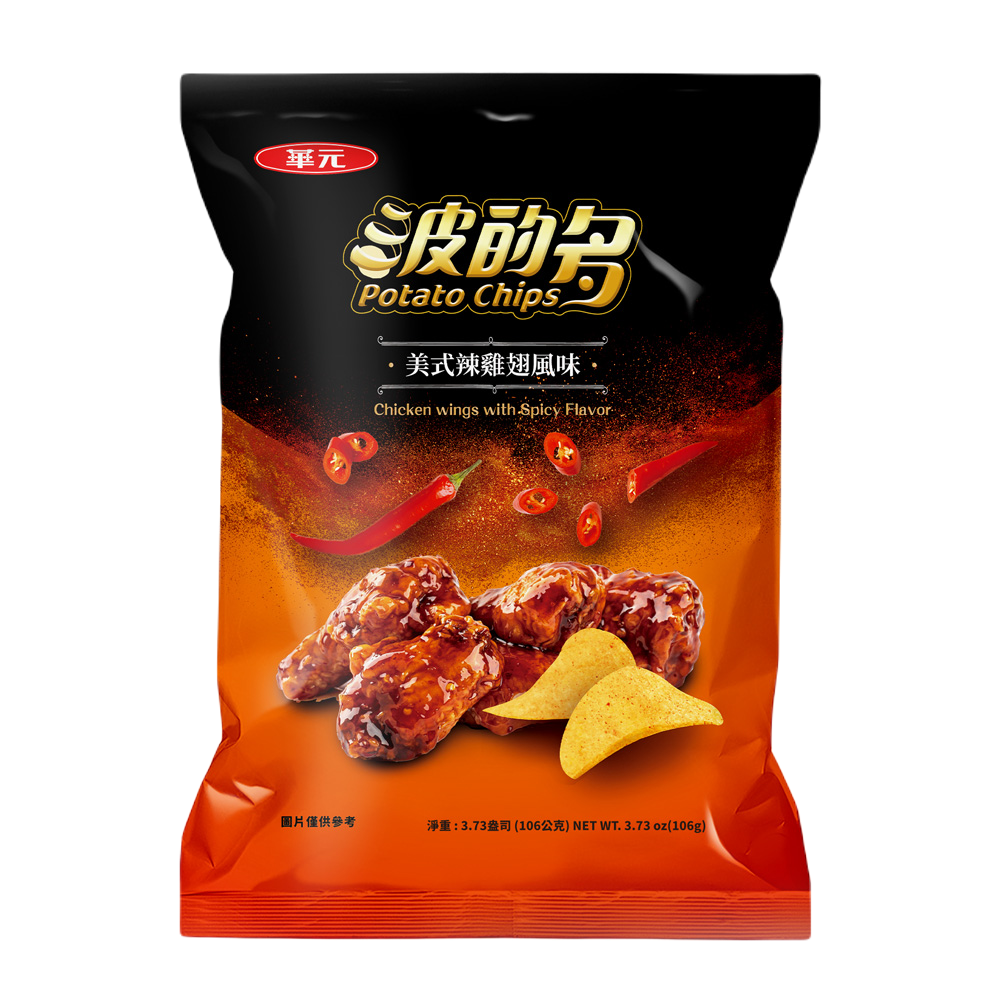 華元
波的多
Potato Chips
· 美式辣雞翅風味 ·
Chicken wings with Spicy Flavor
圖片僅供參考
淨重 : 3.73盎司 (106公克) NET WT. 3.73 oz(106g)